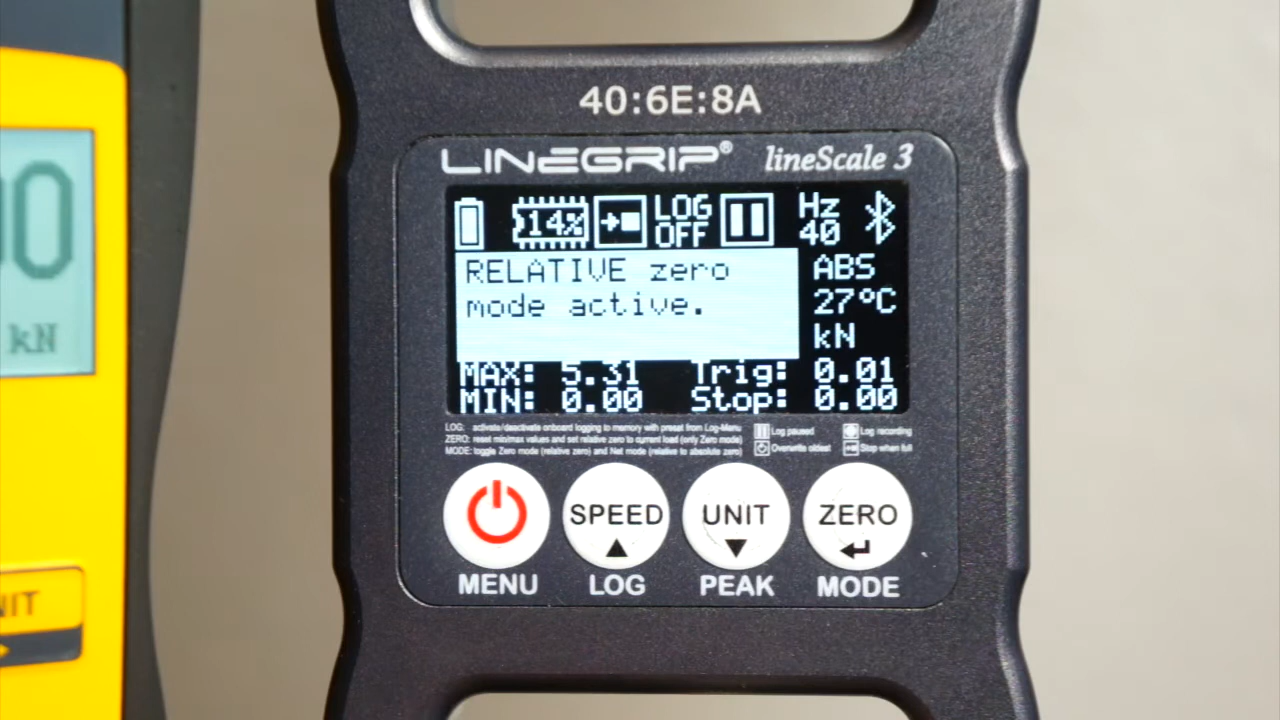 40:6E:8A
LINEGRIP® lineScale 3
14% LOG OFF Hz 40
RELATIVE zero
mode active.
ABS
27°C
kN
MAX: 5.31 Trig: 0.01
MIN: 0.00 Stop: 0.00
LOG: activate/deactivate onboard logging to memory with preset from Log-Menu
ZERO: reset min/max values and set relative zero to current load (only Zero mode)
MODE: toggle Zero mode (relative zero) and Net mode (relative to absolute zero)
Log paused Log recording
Overwrite oldest Stop when full
SPEED UNIT ZERO
MENU LOG PEAK MODE
kN